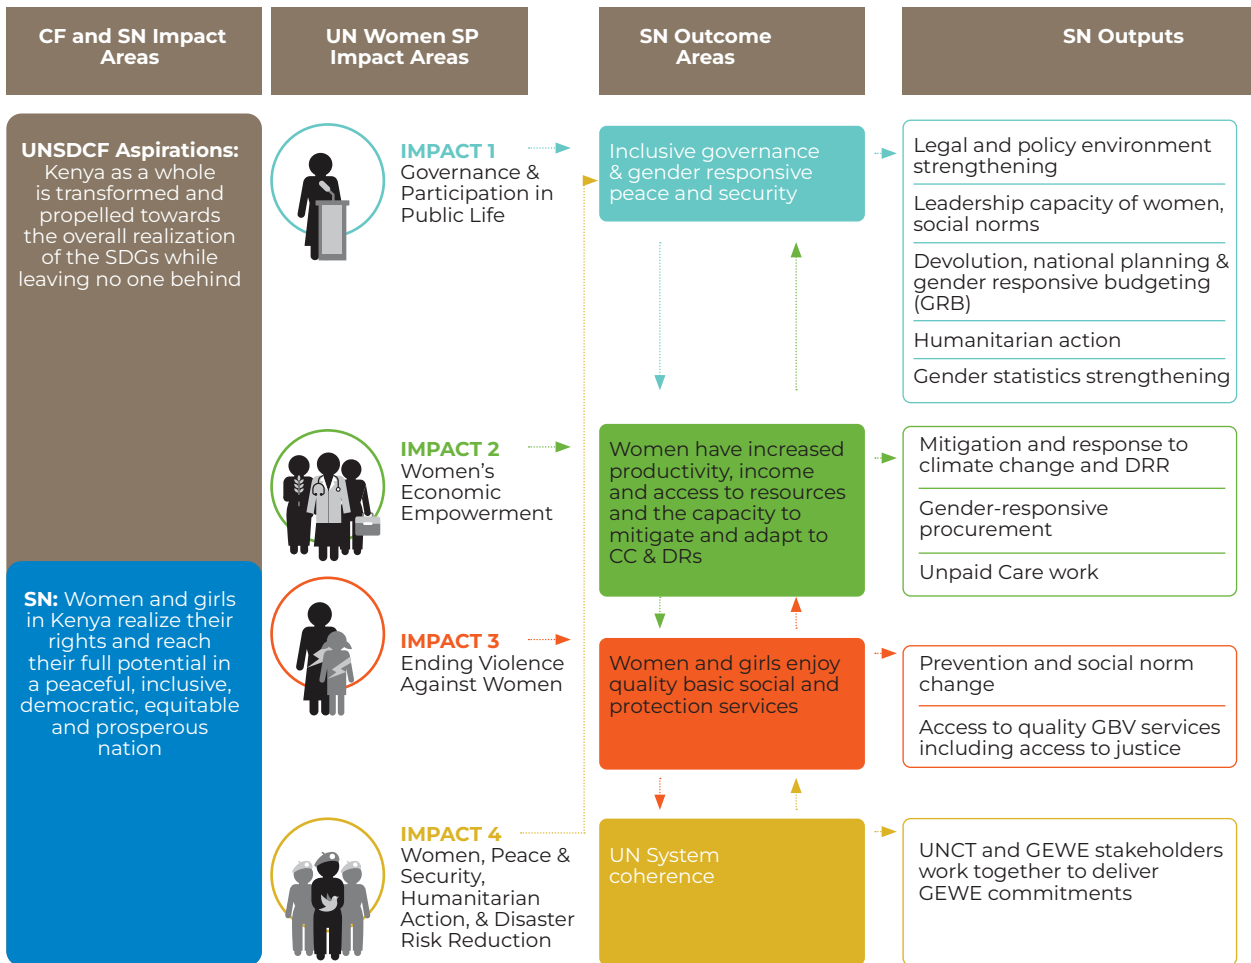 CF and SN Impact
Areas
UN Women SP
Impact Areas
SN Outcome
Areas
SN Outputs
UNSDCF Aspirations:
Kenya as a whole
is transformed and
propelled towards
the overall realization
of the SDGs while
leaving no one behind
SN: Women and girls
in Kenya realize their
rights and reach
their full potential in
a peaceful, inclusive,
democratic, equitable
and prosperous
nation
IMPACT 1
Governance &
Participation in
Public Life
Inclusive governance
& gender responsive
peace and security
Legal and policy environment
strengthening
Leadership capacity of women,
social norms
Devolution, national planning &
gender responsive budgeting
(GRB)
Humanitarian action
Gender statistics strengthening
IMPACT 2
Women's
Economic
Empowerment
Women have increased
productivity, income
and access to resources
and the capacity to
mitigate and adapt to
CC & DRs
Mitigation and response to
climate change and DRR
Gender-responsive
procurement
Unpaid Care work
IMPACT 3
Ending Violence
Against Women
Women and girls enjoy
quality basic social and
protection services
Prevention and social norm
change
Access to quality GBV services
including access to justice
IMPACT 4
Women, Peace &
Security,
Humanitarian
Action, & Disaster
Risk Reduction
UN System
coherence
UNCT and GEWE stakeholders
work together to deliver
GEWE commitments